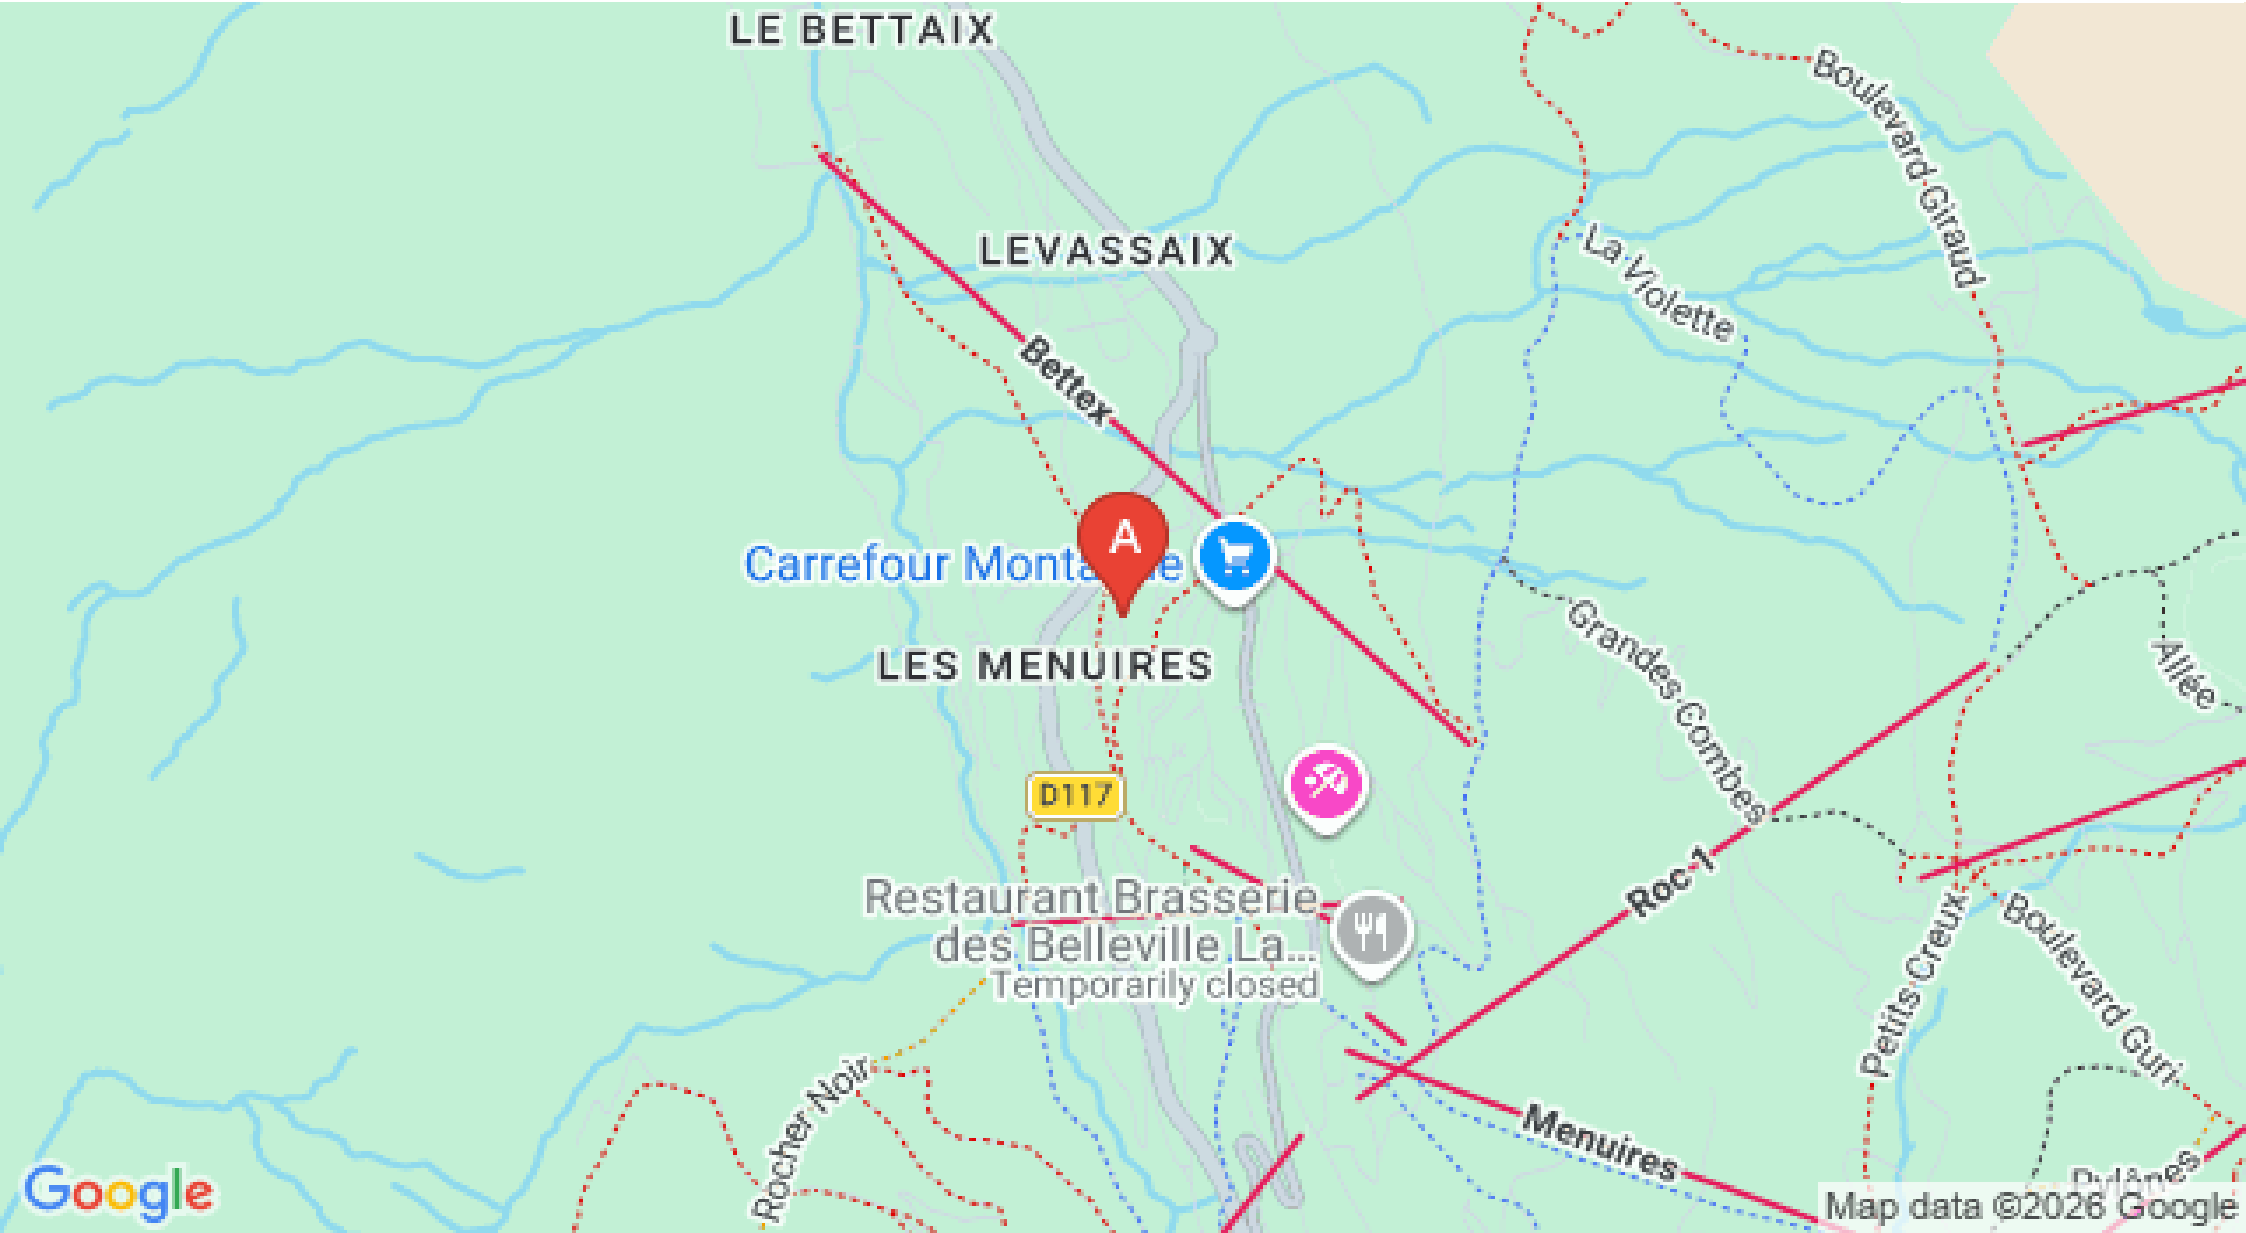 LE BETTAIX
Boulevard Giraud
LEVASSAIX
La Violette
Bettex
A
Carrefour Monta
Grandes Combes
Allée
LES MENUIRES
D117
Roc 1
Restaurant Brasserie
des Belleville La...
Temporarily closed
Petits Creux
Boulevard Guri-
Rocher Noir
Menuires
Pylônes
Google
Map data ©2026 Google